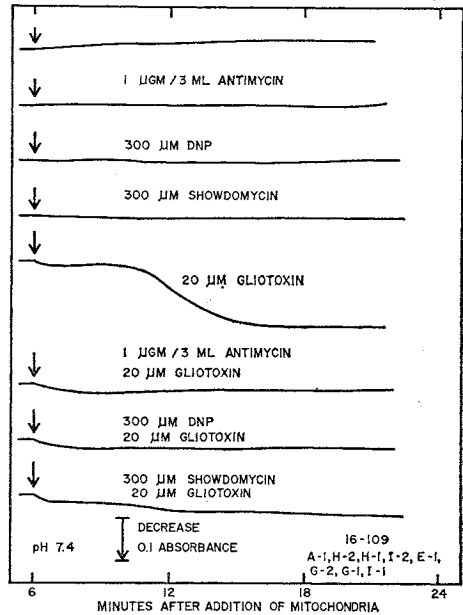 1 µGM/3 ML ANTIMYCIN
300 µM DNP
300 µM SHOWDOMYCIN
20 µM GLIOTOXIN
1 µGM/3 ML ANTIMYCIN
20 µM GLIOTOXIN
300 µM DNP
20 µM GLIOTOXIN
300 µM SHOWDOMYCIN
20 µM GLIOTOXIN
DECREASE
0.1 ABSORBANCE
pH 7.4
16-109
A-1,H-2,H-1,I-2,E-1,
G-2,G-1,I-1
6 12 18 24
MINUTES AFTER ADDITION OF MITOCHONDRIA